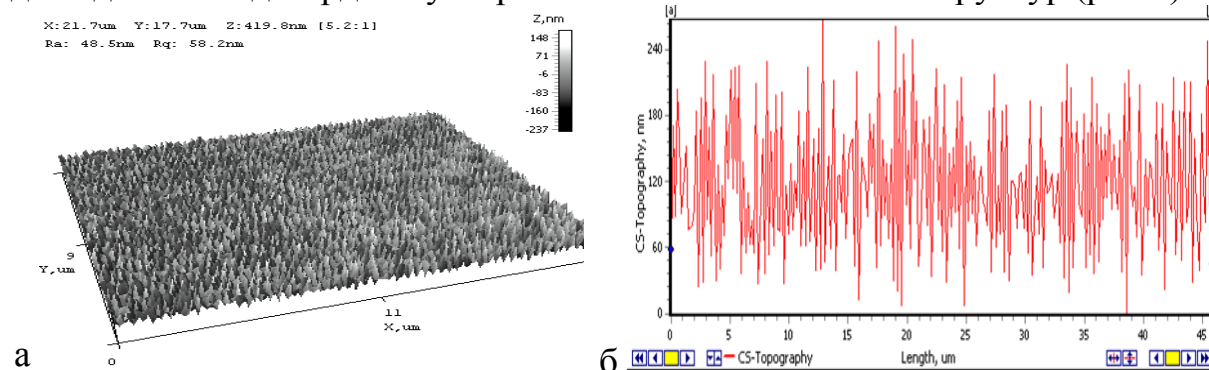 X:21.7um Y:17.7um Z:419.8nm [5.2:1]
Ra: 48.5nm Rq: 58.2nm
Z,nm
148
71
-6
-83
-160
-237
9
Y,um
0
11
X,um
а
[a]
CS-Topography, nm
240
180
120
60
0
0 5 10 15 20 25 30 35 40 45
CS-Topography Length, um
б